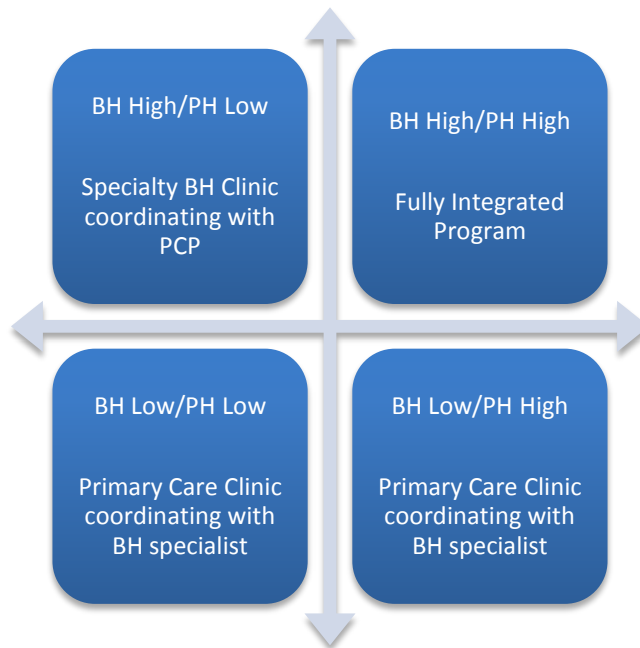 BH High/PH Low
Specialty BH Clinic
coordinating with
PCP
BH High/PH High
Fully Integrated
Program
BH Low/PH Low
Primary Care Clinic
coordinating with
BH specialist
BH Low/PH High
Primary Care Clinic
coordinating with
BH specialist